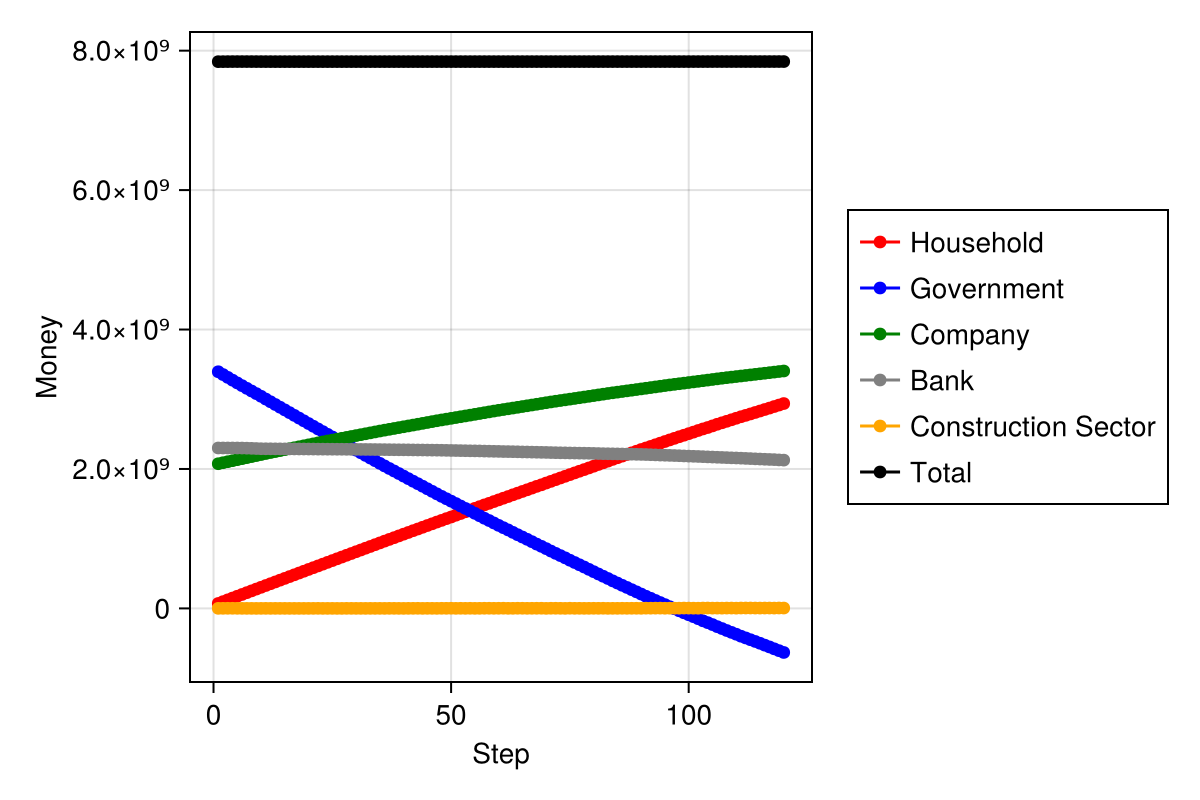 8.0×10⁹
6.0×10⁹
4.0×10⁹
2.0×10⁹
0
Money
0
50
100
Step
Household
Government
Company
Bank
Construction Sector
Total